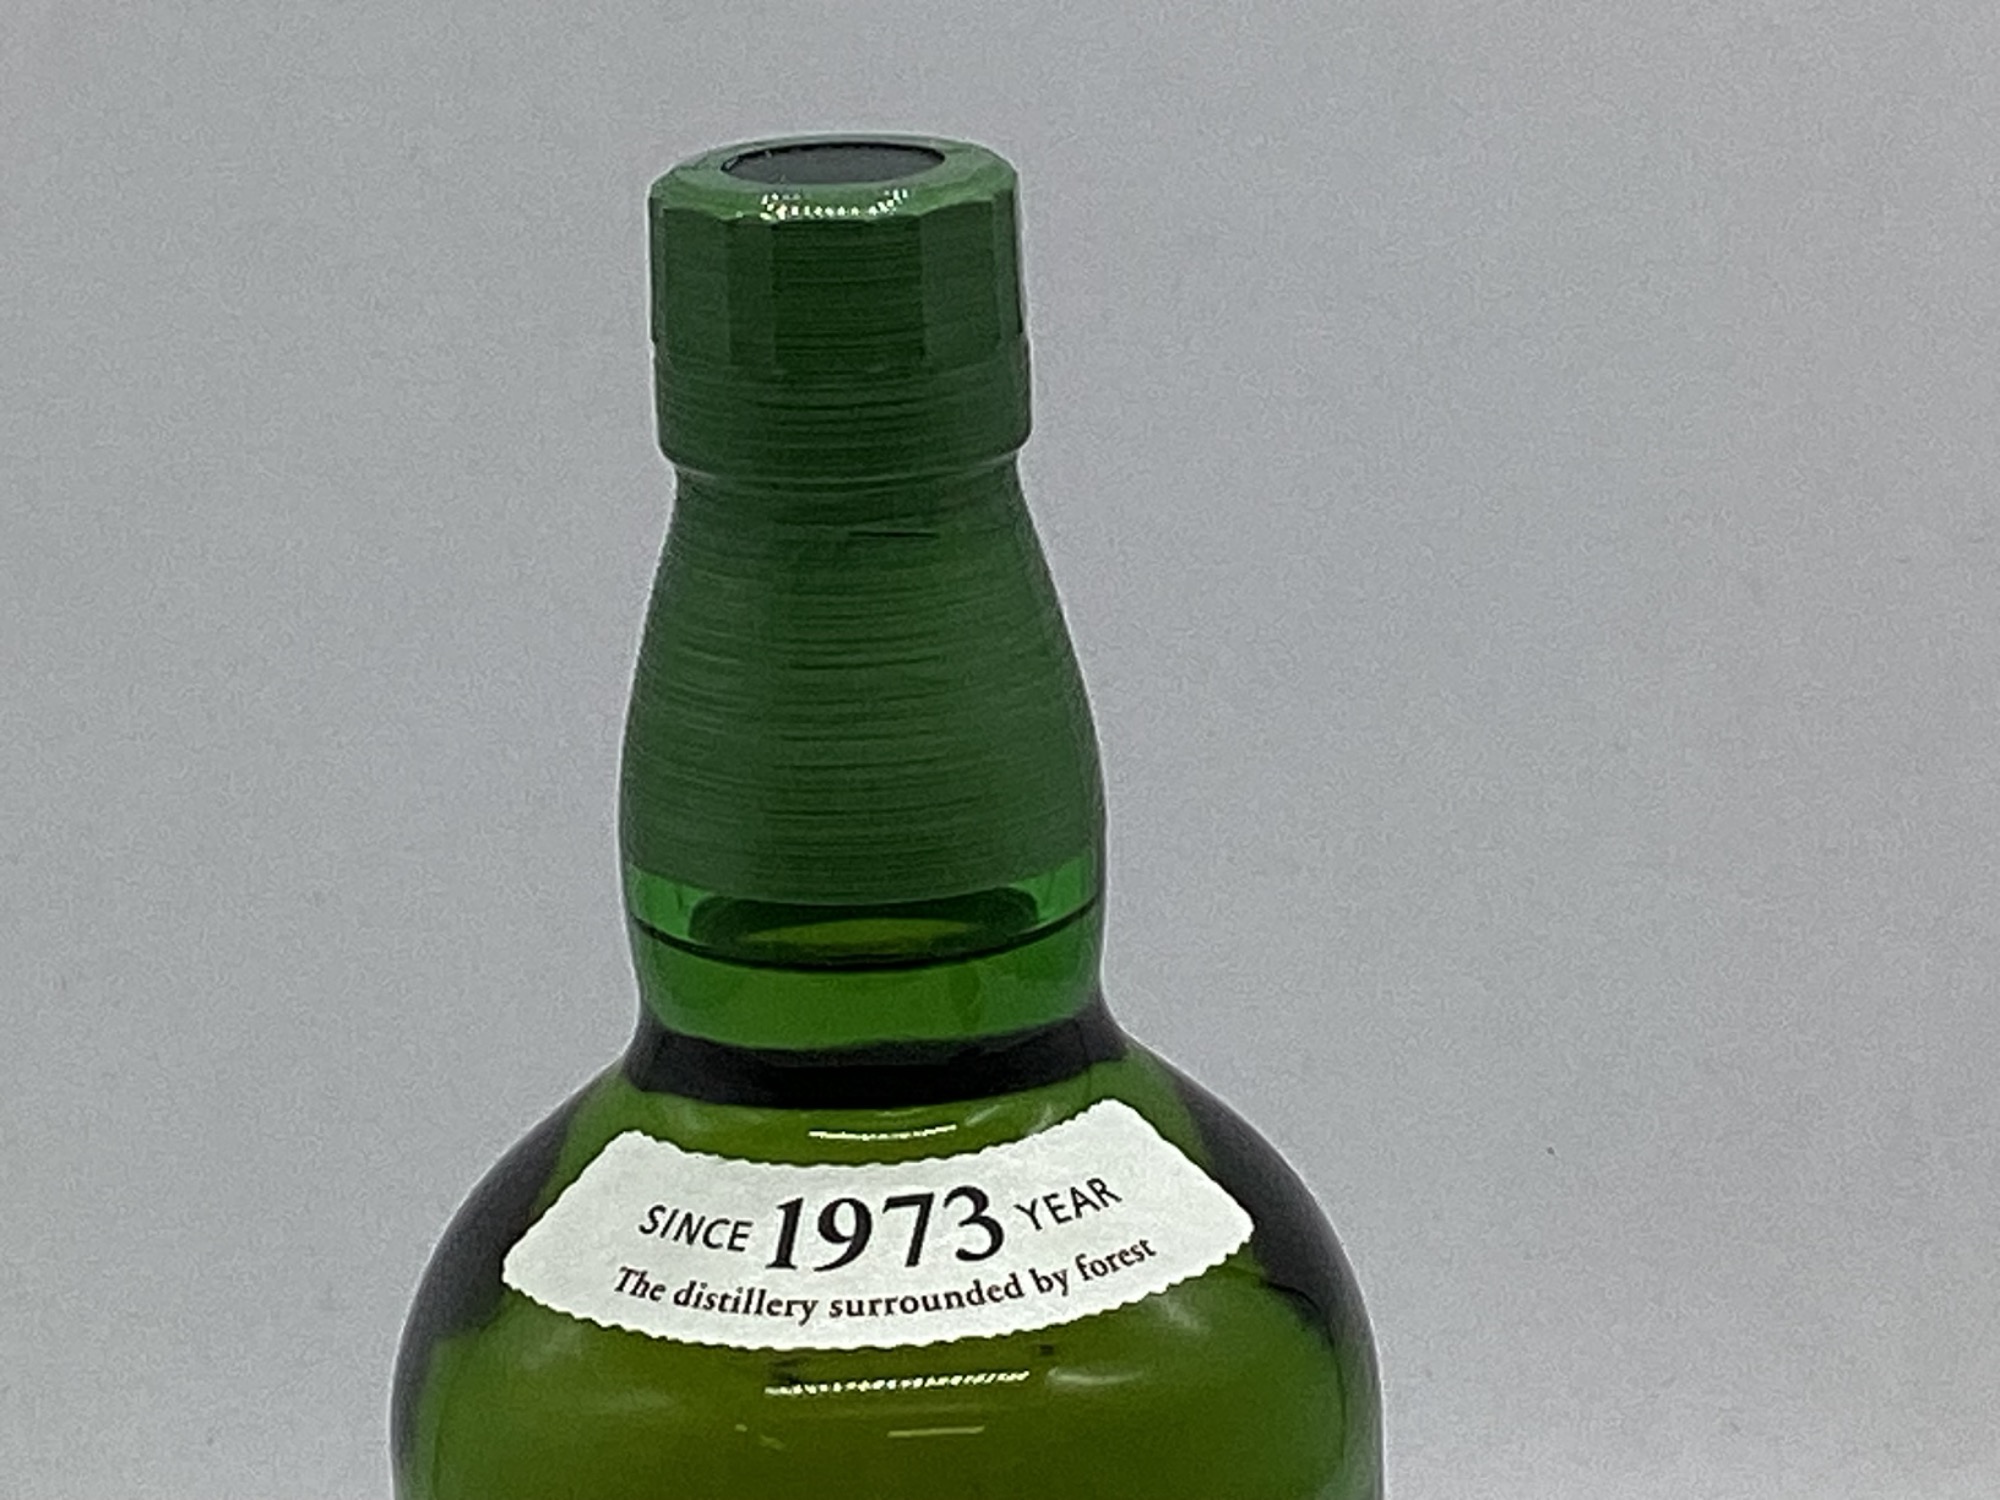 SINCE 1973 YEAR
The distillery surrounded by forest